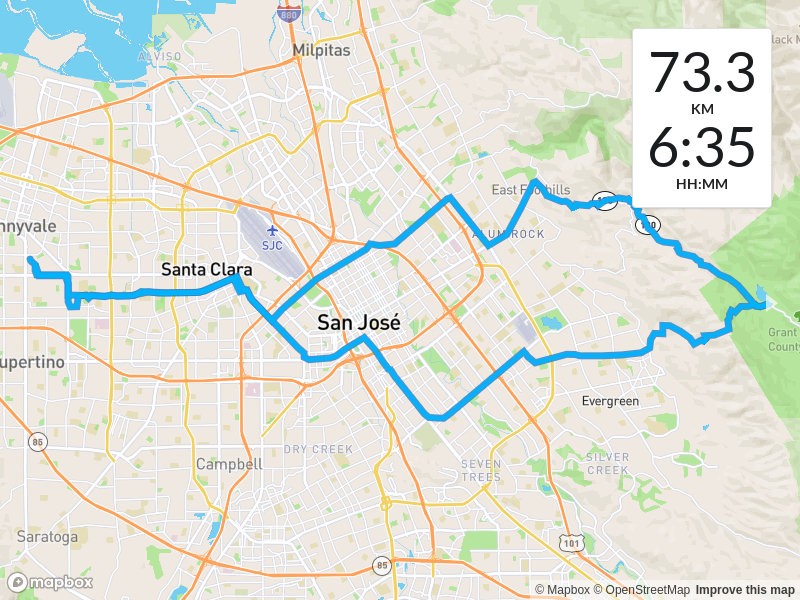 880
Milpitas
ALVISO
73.3
KM
6:35
HH:MM
East Foothills
130
nnyvale
ALUM ROCK
SJC
Santa Clara
San José
Grant
County
upertino
Evergreen
85
DRY CREEK
Campbell
SEVEN
TREES
SILVER
CREEK
Saratoga
101
85
mapbox
© Mapbox © OpenStreetMap Improve this map